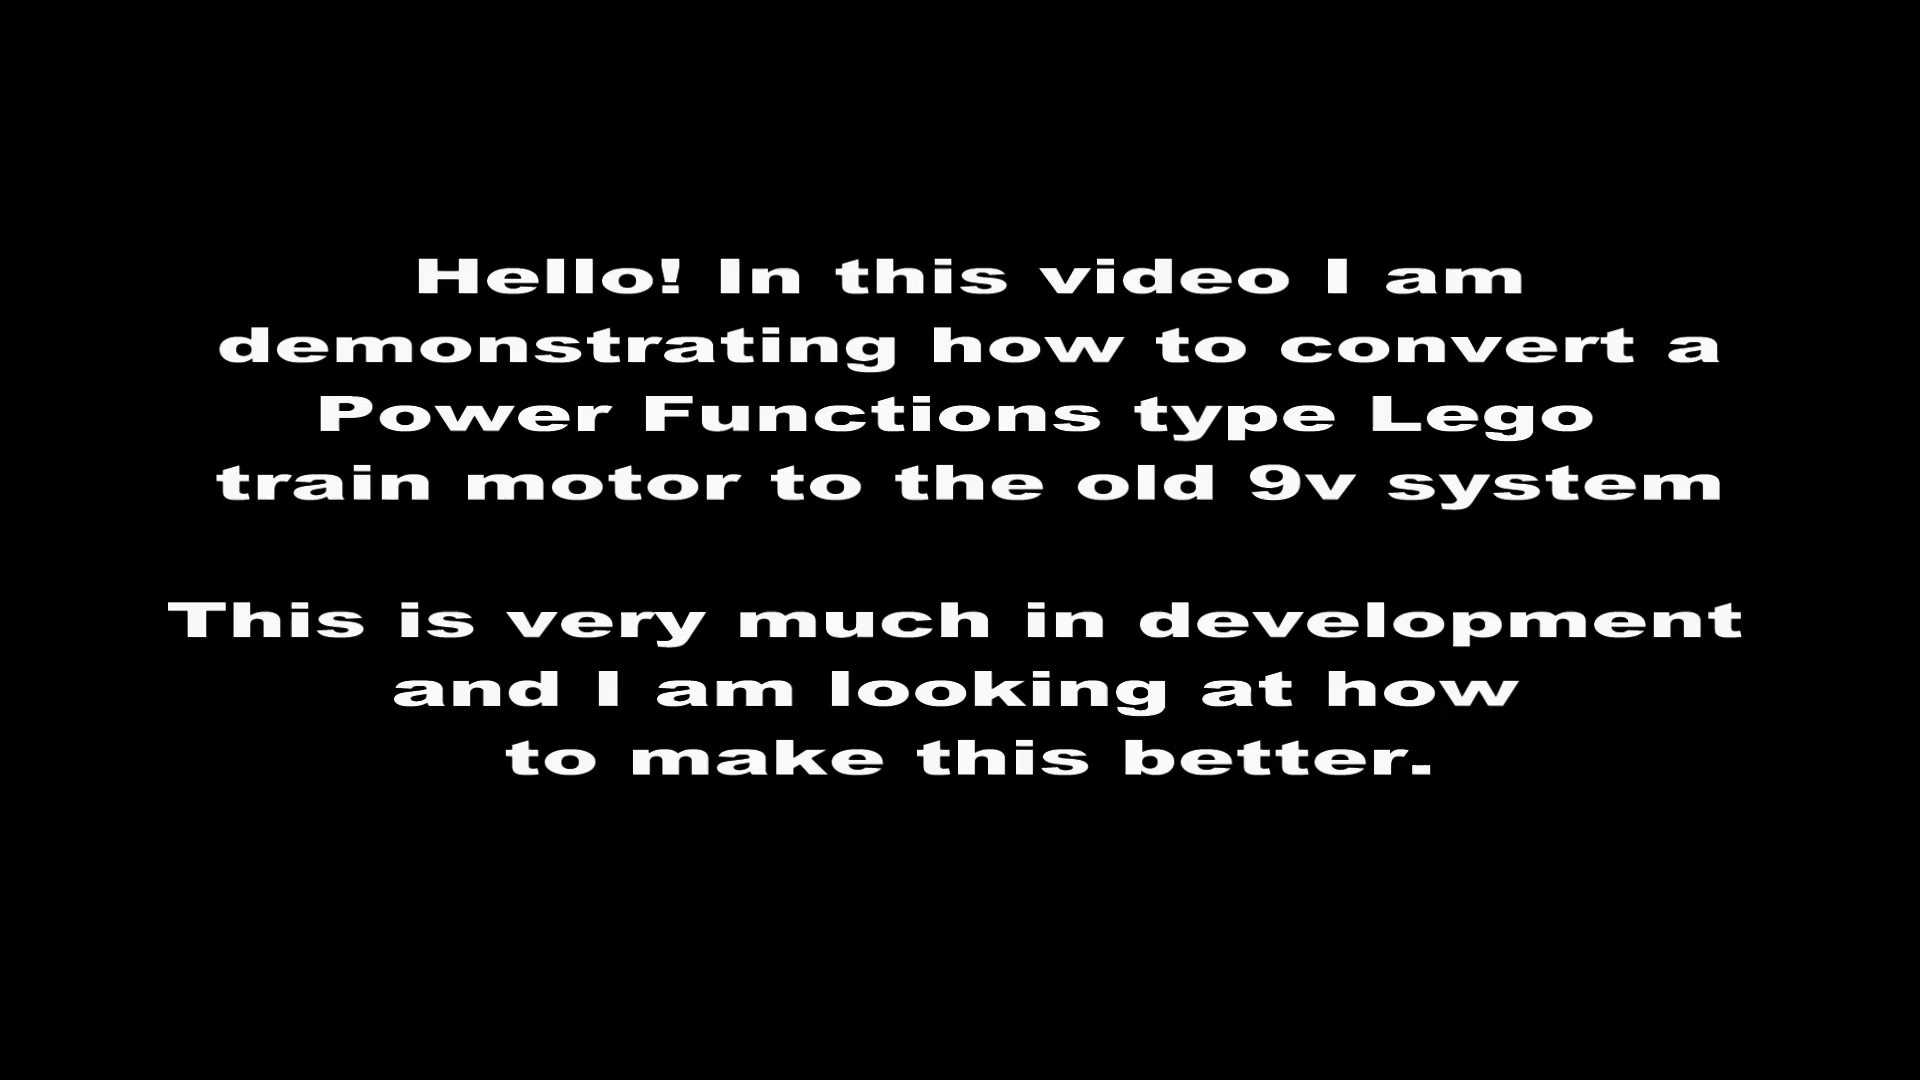 Hello! In this video I am
demonstrating how to convert a
Power Functions type Lego
train motor to the old 9v system
This is very much in development
and I am looking at how
to make this better.